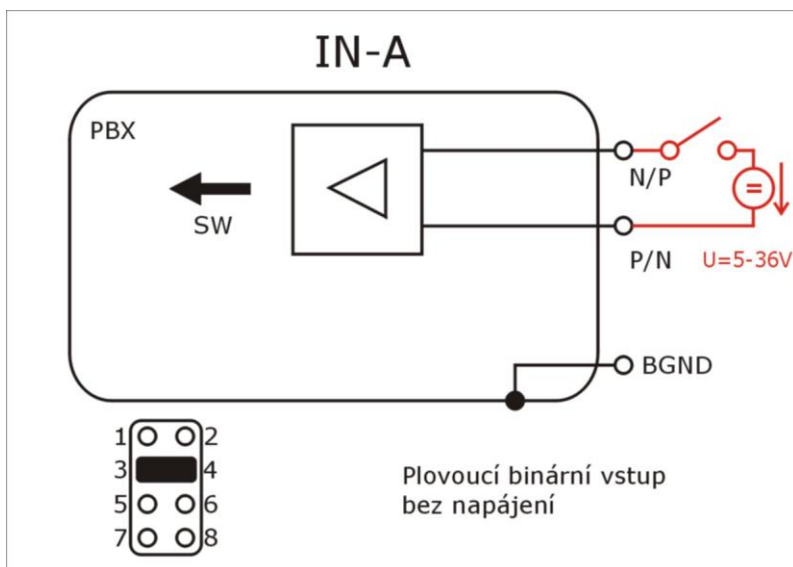 IN-A
PBX
SW
N/P
=
P/N
U=5-36V
BGND
1 2
3 4
5 6
7 8
Plovoucí binární vstup
bez napájení